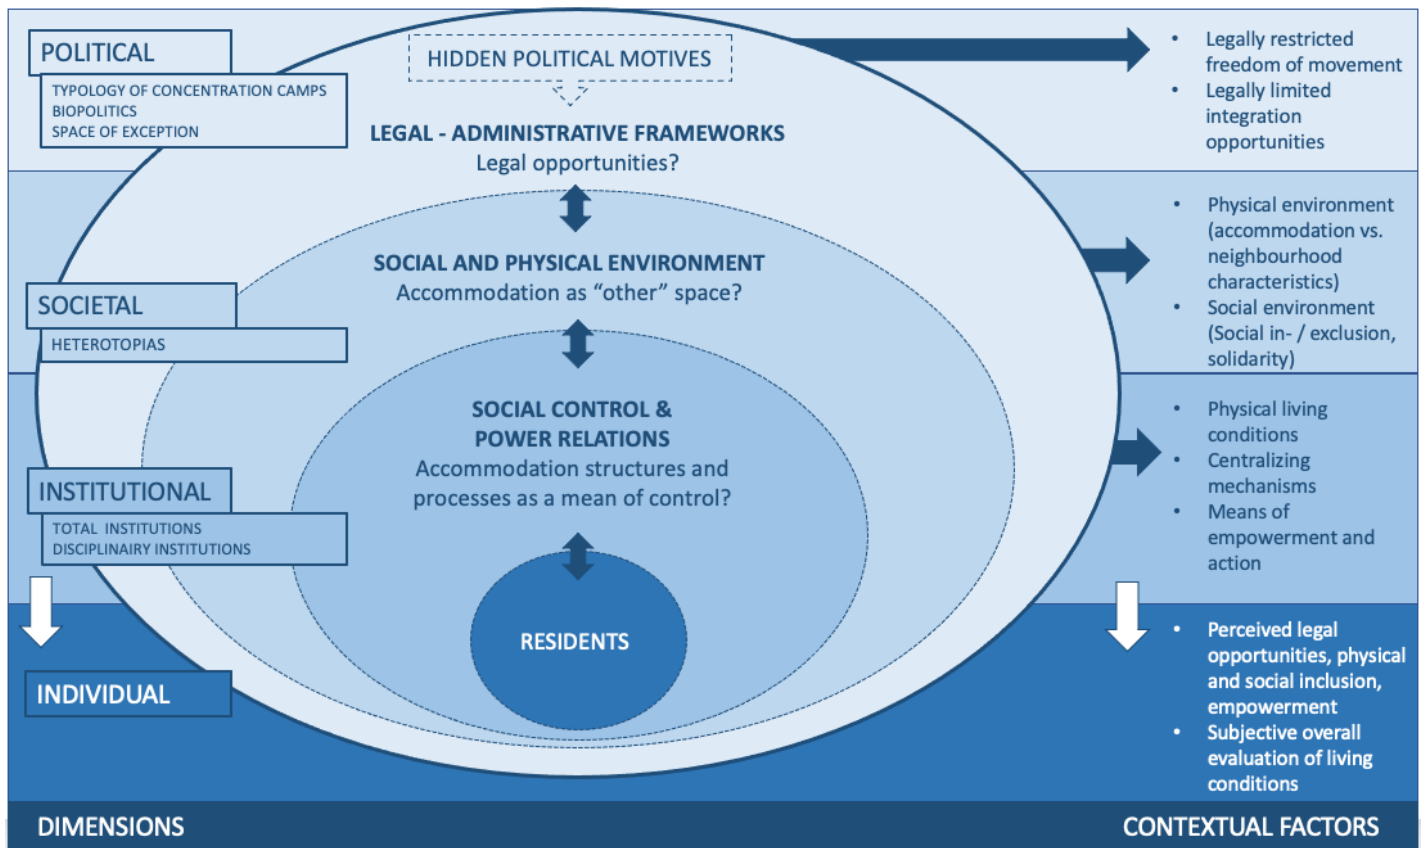 POLITICAL
TYPOLOGY OF CONCENTRATION CAMPS
BIOPOLITICS
SPACE OF EXCEPTION
HIDDEN POLITICAL MOTIVES
LEGAL - ADMINISTRATIVE FRAMEWORKS
Legal opportunities?
• Legally restricted
freedom of movement
• Legally limited
integration
opportunities
SOCIETAL
HETEROTOPIAS
SOCIAL AND PHYSICAL ENVIRONMENT
Accommodation as “other” space?
• Physical environment
(accommodation vs.
neighbourhood
characteristics)
• Social environment
(Social in- / exclusion,
solidarity)
INSTITUTIONAL
TOTAL INSTITUTIONS
DISCIPLINAIRY INSTITUTIONS
SOCIAL CONTROL &
POWER RELATIONS
Accommodation structures and
processes as a mean of control?
• Physical living
conditions
• Centralizing
mechanisms
• Means of
empowerment and
action
INDIVIDUAL
RESIDENTS
• Perceived legal
opportunities, physical
and social inclusion,
empowerment
• Subjective overall
evaluation of living
conditions
DIMENSIONS
CONTEXTUAL FACTORS